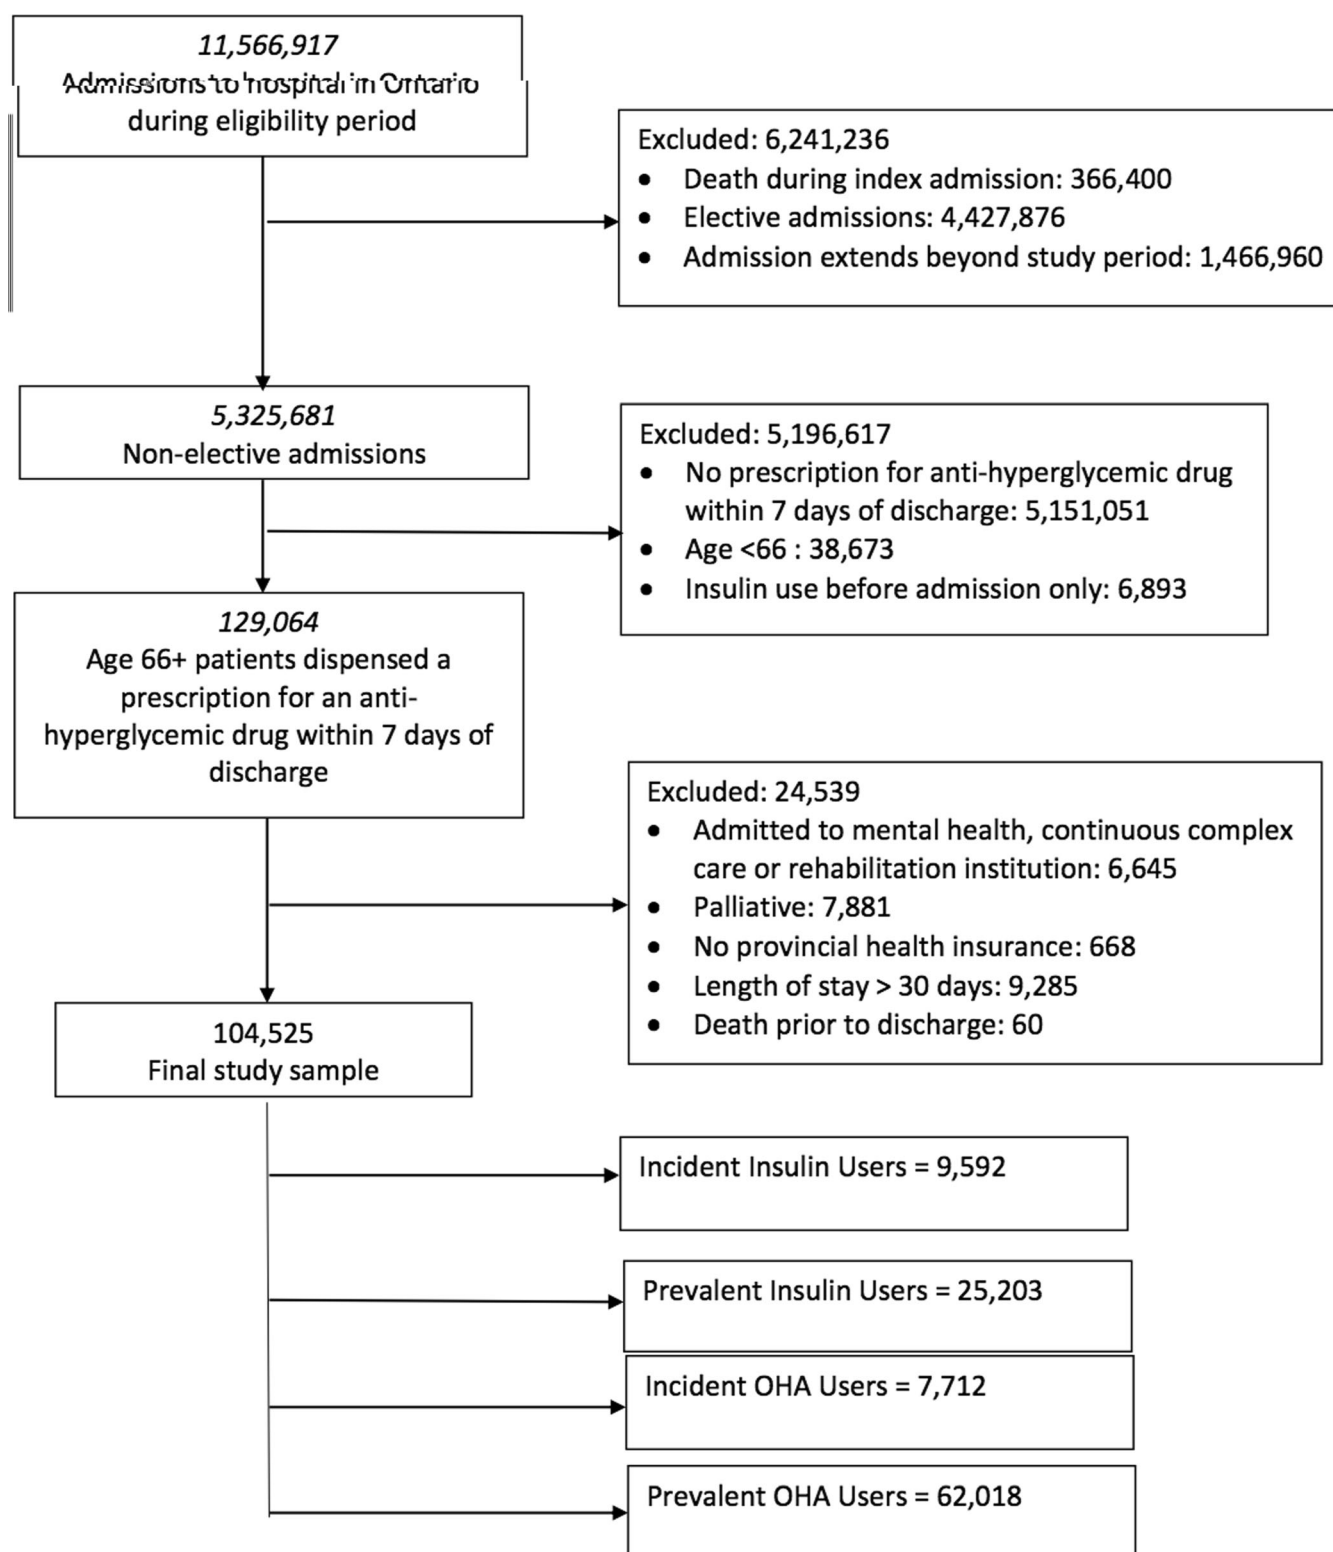 11,566,917
Admissions to hospital in Ontario
during eligibility period
Excluded: 6,241,236
• Death during index admission: 366,400
• Elective admissions: 4,427,876
• Admission extends beyond study period: 1,466,960
5,325,681
Non-elective admissions
Excluded: 5,196,617
• No prescription for anti-hyperglycemic drug
within 7 days of discharge: 5,151,051
• Age <66 : 38,673
• Insulin use before admission only: 6,893
129,064
Age 66+ patients dispensed a
prescription for an anti-
hyperglycemic drug within 7 days of
discharge
Excluded: 24,539
• Admitted to mental health, continuous complex
care or rehabilitation institution: 6,645
• Palliative: 7,881
• No provincial health insurance: 668
• Length of stay > 30 days: 9,285
• Death prior to discharge: 60
104,525
Final study sample
Incident Insulin Users = 9,592
Prevalent Insulin Users = 25,203
Incident OHA Users = 7,712
Prevalent OHA Users = 62,018